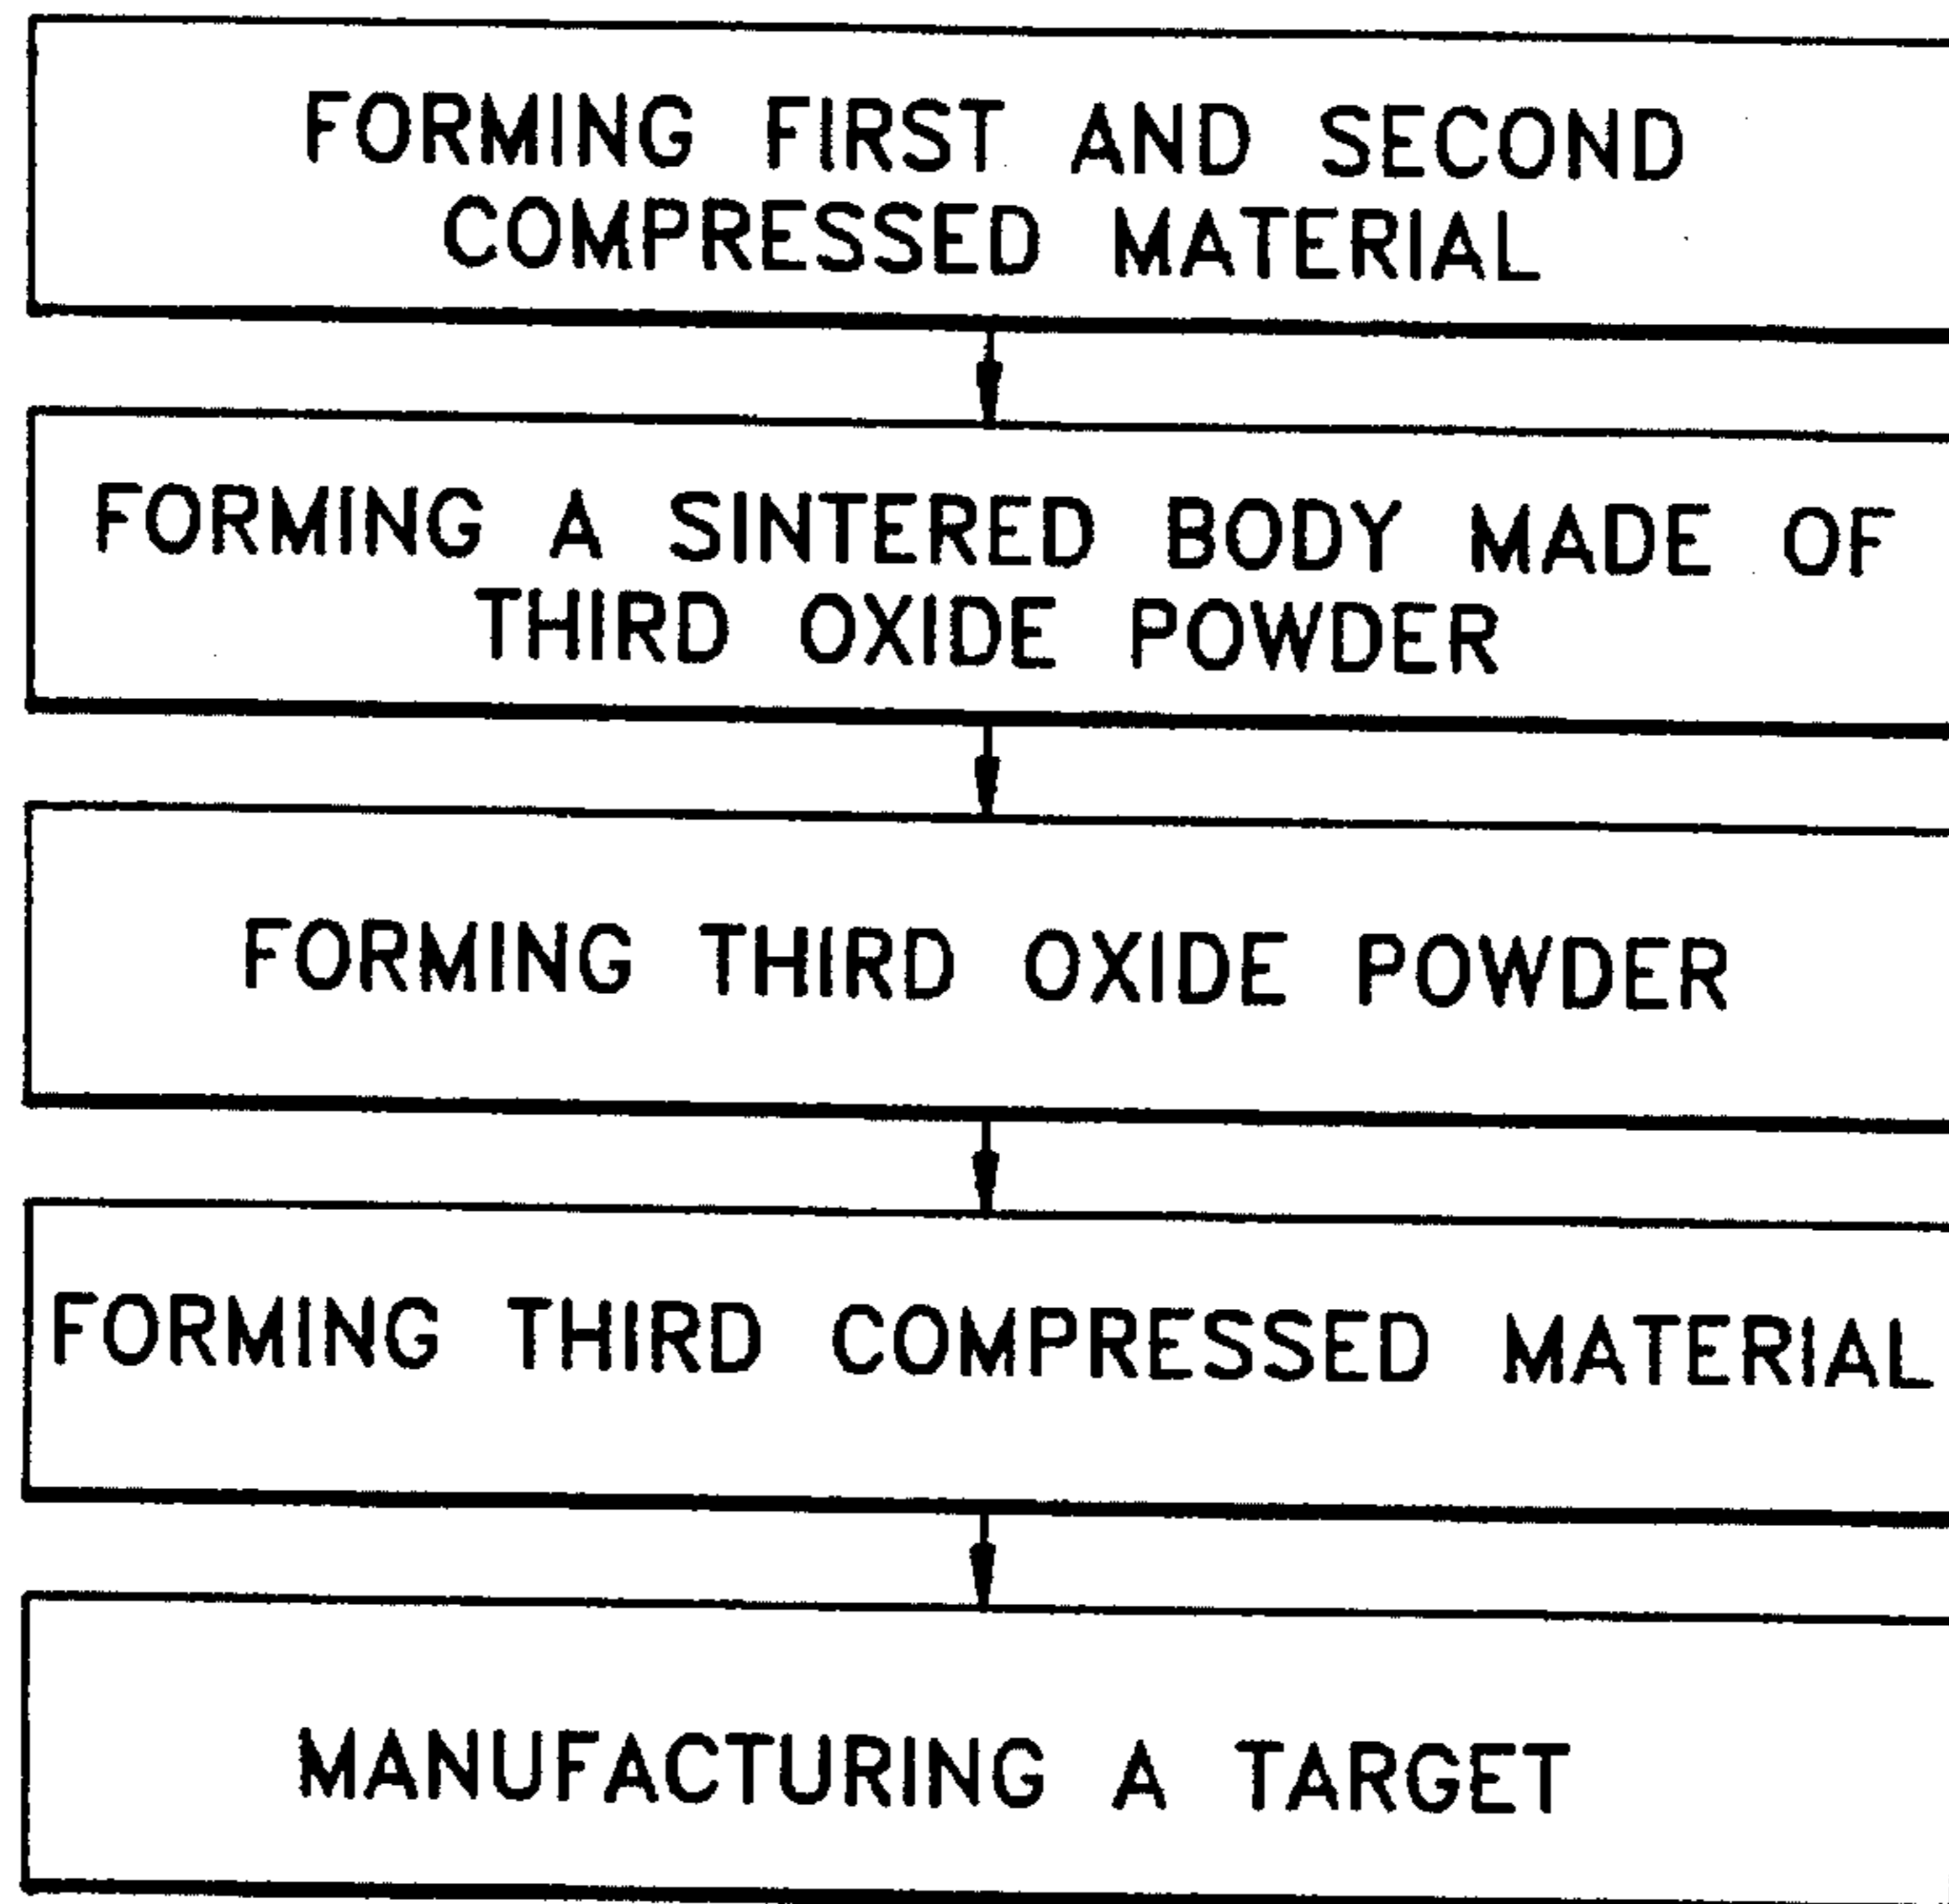 FORMING FIRST AND SECOND
COMPRESSED MATERIAL
FORMING A SINTERED BODY MADE OF
THIRD OXIDE POWDER
FORMING THIRD OXIDE POWDER
FORMING THIRD COMPRESSED MATERIAL
MANUFACTURING A TARGET